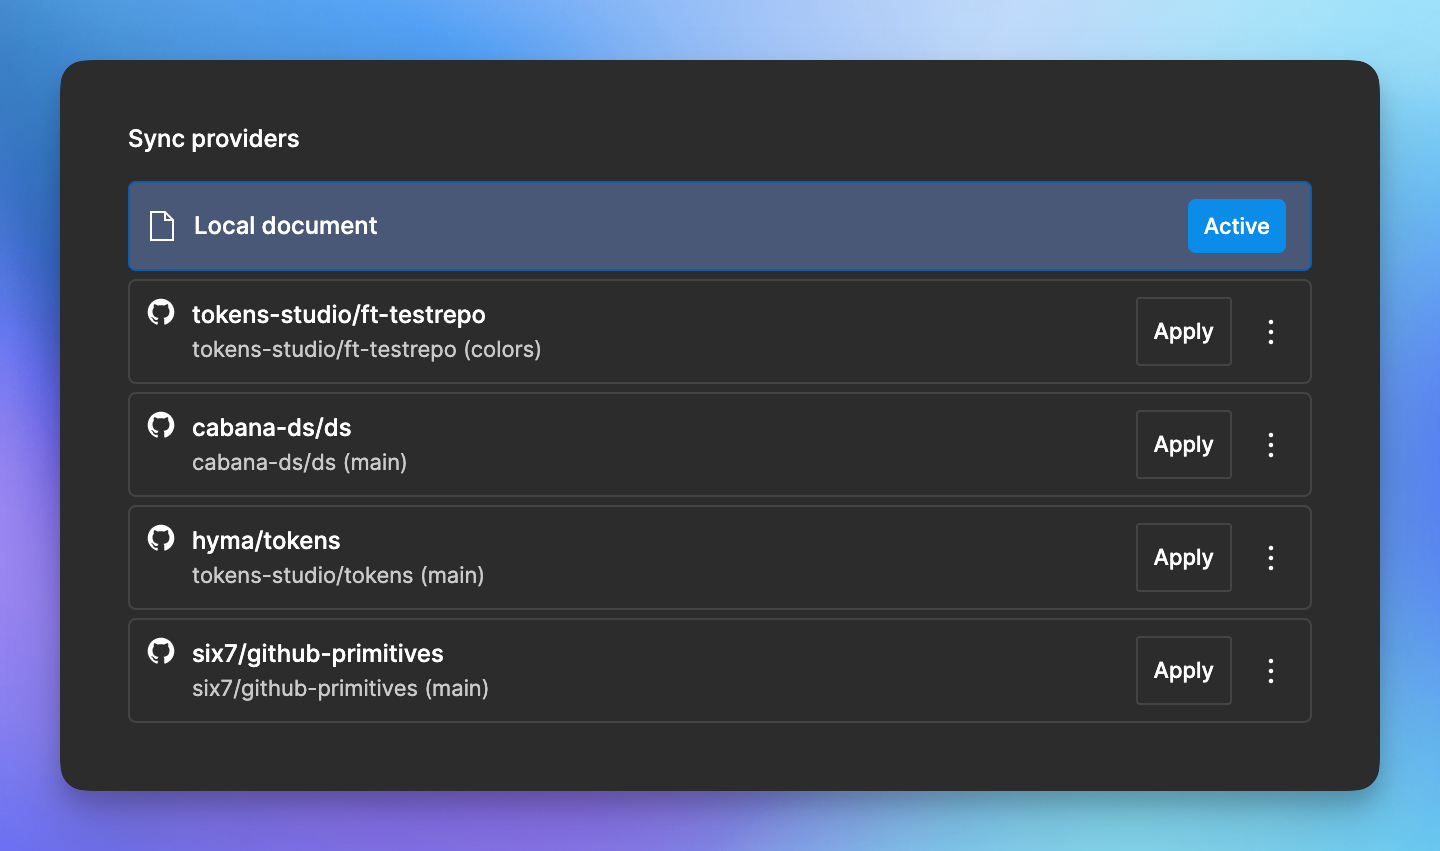 Sync providers
Local document
Active
tokens-studio/ft-testrepo
tokens-studio/ft-testrepo (colors)
Apply
cabana-ds/ds
cabana-ds/ds (main)
Apply
hyma/tokens
tokens-studio/tokens (main)
Apply
six7/github-primitives
six7/github-primitives (main)
Apply